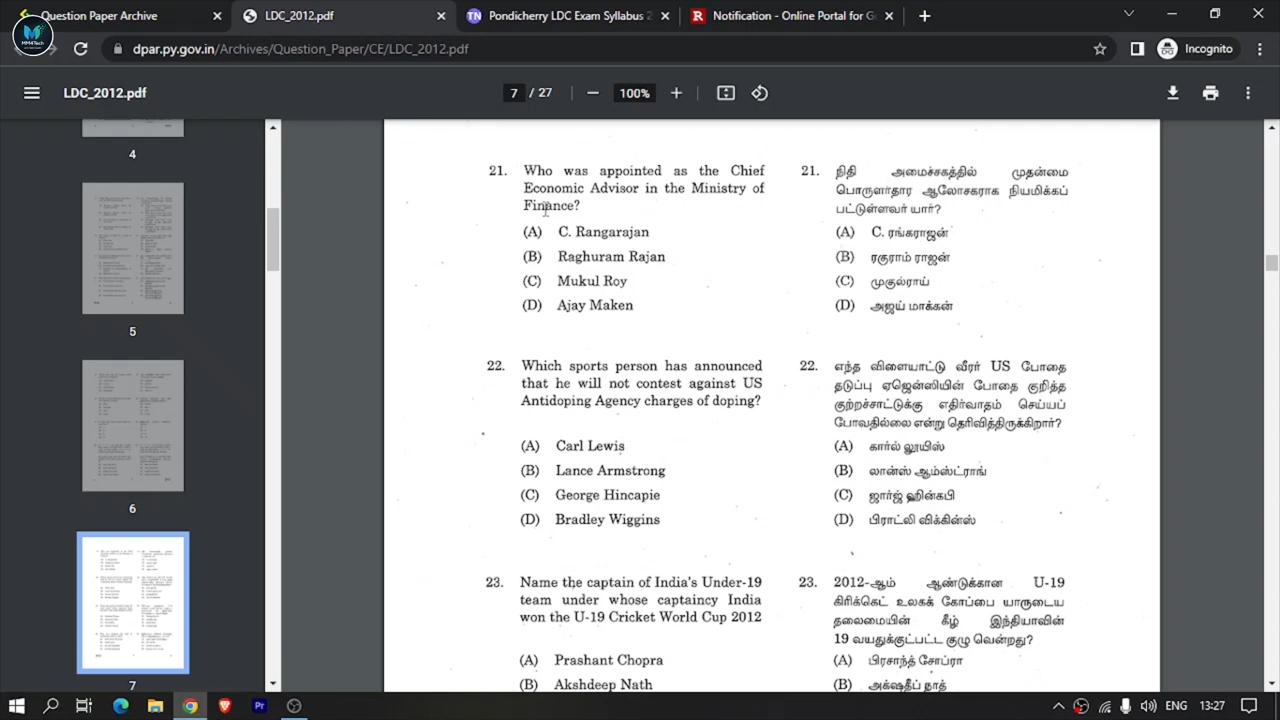 Question Paper Archive
LDC_2012.pdf
Pondicherry LDC Exam Syllabus 2
Notification - Online Portal for G
MM4Tech
dpar.py.gov.in/Archives/Question_Paper/CE/LDC_2012.pdf
Incognito
LDC_2012.pdf
7 / 27
100%
4
5
6
7
21. Who was appointed as the Chief
Economic Advisor in the Ministry of
Finance?
(A) C. Rangarajan
(B) Raghuram Rajan
(C) Mukul Roy
(D) Ajay Maken
22. Which sports person has announced
that he will not contest against US
Antidoping Agency charges of doping?
(A) Carl Lewis
(B) Lance Armstrong
(C) George Hincapie
(D) Bradley Wiggins
23. Name the captain of India's Under-19
team under whose captaincy India
won the U-19 Cricket World Cup 2012
(A) Prashant Chopra
(B) Akshdeep Nath
21. நிதி அமைச்சகத்தில் முதன்மை
பொருளாதார ஆலோசகராக நியமிக்கப்
பட்டுள்ளவர் யார்?
(A) C. ரங்கராஜன்
(B) ரகுராம் ராஜன்
(C) முகுல்ராய்
(D) அஜய் மாக்கன்
22. எந்த விளையாட்டு வீரர் US போதை
தடுப்பு ஏஜென்ஸியின் போதை குறித்த
குற்றச்சாட்டுக்கு எதிர்வாதம் செய்யப்
போவதில்லை என்று தெரிவித்திருக்கிறார்?
(A) கார்ல் லூயிஸ்
(B) லான்ஸ் ஆம்ஸ்ட்ராங்
(C) ஜார்ஜ் ஹின்கபி
(D) பிராட்லி விக்கின்ஸ்
23. 2012-ஆம் ஆண்டுக்கான U-19
கிரிக்கெட் உலகக் கோப்பை யாருடைய
தலைமையின் கீழ் இந்தியாவின்
19 வயதுக்குட்பட்ட குழு வென்றது?
(A) பிரசாந்த் சோப்ரா
(B) அக்ஷதீப் நாத்
ENG
13:27